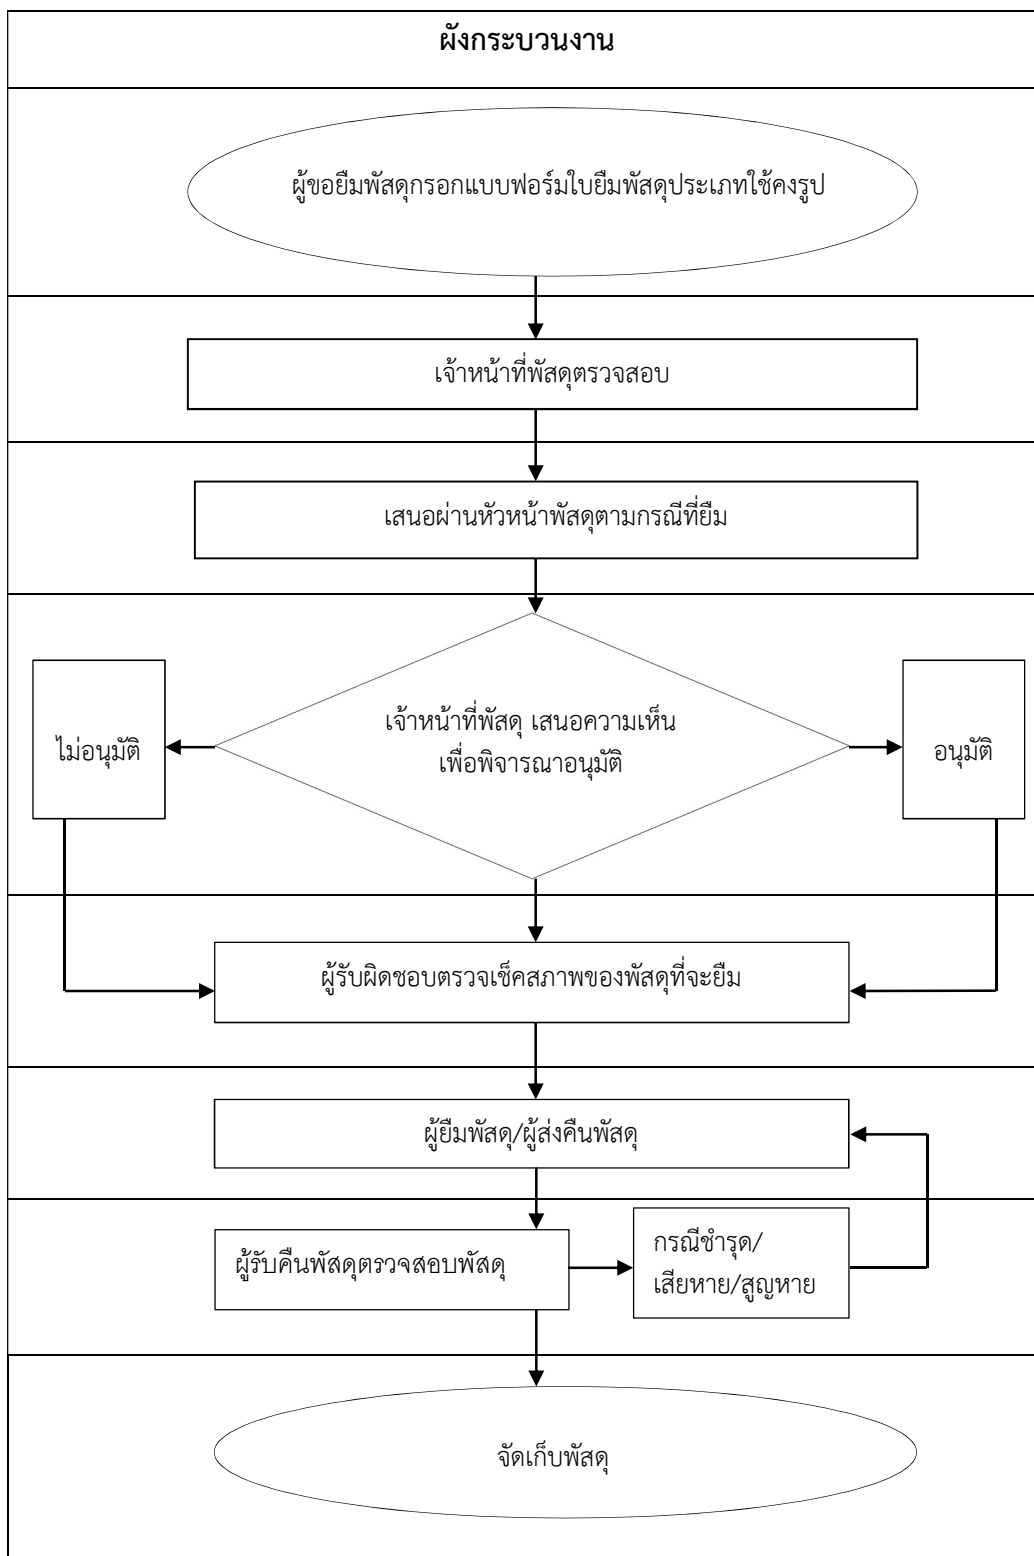 ผังกระบวนงาน
ผู้ขอยืมพัสดุกรอกแบบฟอร์มใบยืมพัสดุประเภทใช้คงรูป
เจ้าหน้าที่พัสดุตรวจสอบ
เสนอผ่านหัวหน้าพัสดุตามกรณีที่ยืม
เจ้าหน้าที่พัสดุ เสนอความเห็น
เพื่อพิจารณาอนุมัติ
ไม่อนุมัติ
อนุมัติ
ผู้รับผิดชอบตรวจเช็คสภาพของพัสดุที่จะยืม
ผู้ยืมพัสดุ/ผู้ส่งคืนพัสดุ
ผู้รับคืนพัสดุตรวจสอบพัสดุ
กรณีชำรุด/
เสียหาย/สูญหาย
จัดเก็บพัสดุ